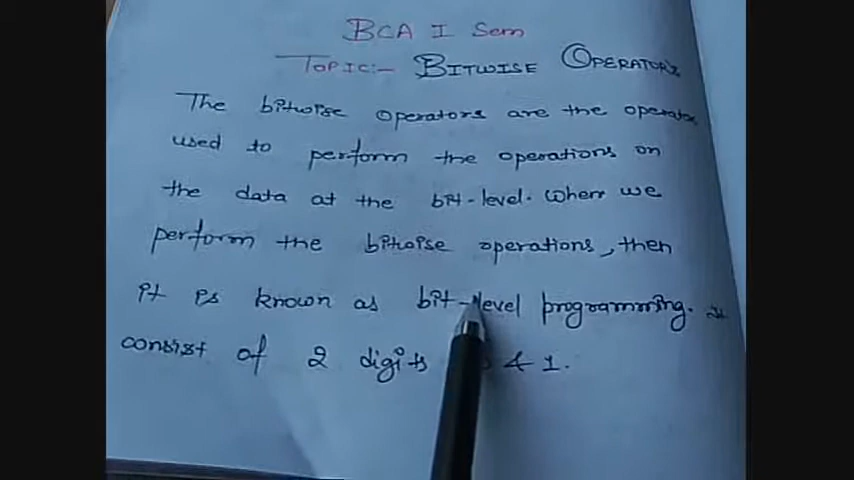 BCA I Sem
TOPIC:- BITWISE OPERATORS
The bitwise operators are the operator
used to perform the operations on
the data at the bit-level. When we
perform the bitwise operations, then
it is known as bit-level programming. It
consist of 2 digits & 1.